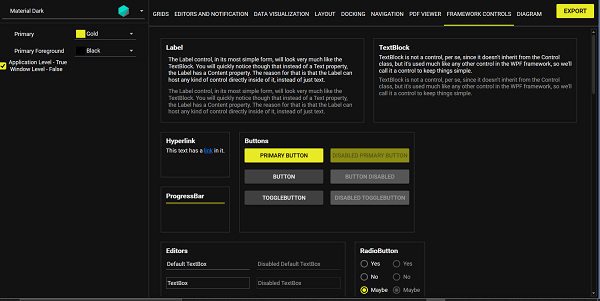 Material Dark
Primary
Gold
Primary Foreground
Black
Application Level - True
Window Level - False
GRIDS EDITORS AND NOTIFICATION DATA VISUALIZATION LAYOUT DOCKING NAVIGATION PDF VIEWER FRAMEWORK CONTROLS DIAGRAM
EXPORT
Label
The Label control, in its most simple form, will look very much like the
TextBlock. You will quickly notice though that instead of a Text property,
the Label has a Content property. The reason for that is that the Label can
host any kind of control directly inside of it, instead of just text.
The Label control, in its most simple form, will look very much like the
TextBlock. You will quickly notice though that instead of a Text property,
the Label has a Content property. The reason for that is that the Label can
host any kind of control directly inside of it, instead of just text.
TextBlock
TextBlock is not a control, per se, since it doesn't inherit from the Control
class, but it's used much like any other control in the WPF framework, so we'll
call it a control to keep things simple.
TextBlock is not a control, per se, since it doesn't inherit from the Control
class, but it's used much like any other control in the WPF framework, so we'll
call it a control to keep things simple.
Hyperlink
This text has a link in it.
Buttons
PRIMARY BUTTON
DISABLED PRIMARY BUTTON
BUTTON
BUTTON DISABLED
TOGGLEBUTTON
DISABLED TOGGLEBUTTON
ProgressBar
Editors
Default TextBox
Disabled Default TextBox
TextBox
Disabled TextBox
RadioButton
Yes
Yes
No
No
Maybe
Maybe